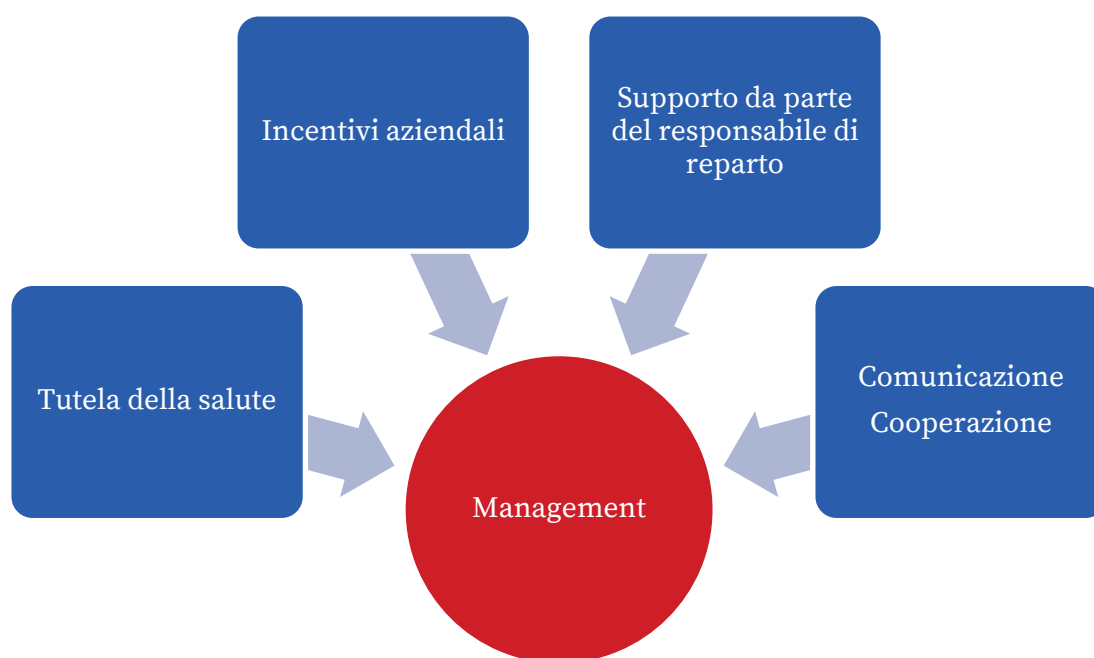 Incentivi aziendali
Supporto da parte
del responsabile di
reparto
Tutela della salute
Comunicazione
Cooperazione
Management